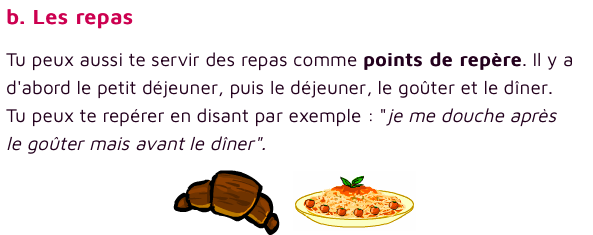 b. Les repas
Tu peux aussi te servir des repas comme points de repère. Il y a
d'abord le petit déjeuner, puis le déjeuner, le goûter et le dîner.
Tu peux te repérer en disant par exemple : "je me douche après
le goûter mais avant le dîner".